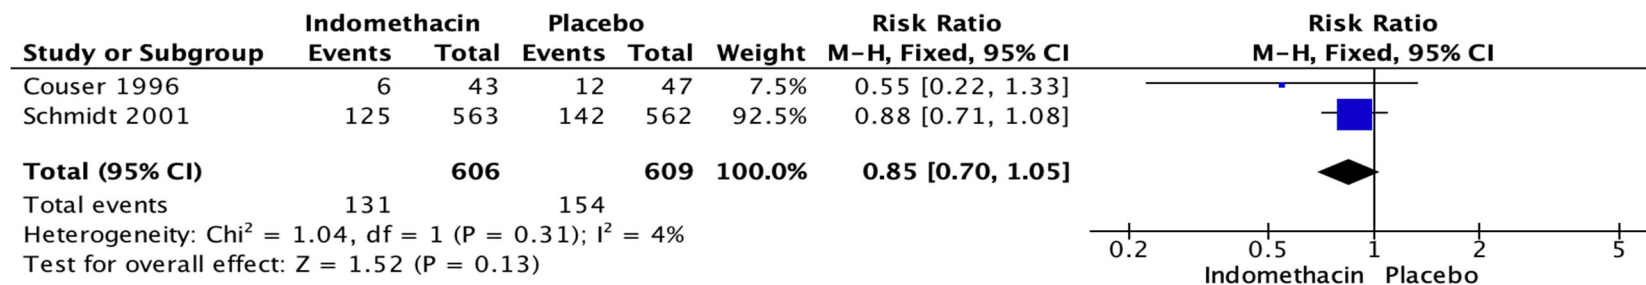 Indomethacin Placebo Risk Ratio Risk Ratio
Study or Subgroup Events Total Events Total Weight M-H, Fixed, 95% CI M-H, Fixed, 95% CI
Couser 1996 6 43 12 47 7.5% 0.55 [0.22, 1.33]
Schmidt 2001 125 563 142 562 92.5% 0.88 [0.71, 1.08]
Total (95% CI) 606 609 100.0% 0.85 [0.70, 1.05]
Total events 131 154
Heterogeneity: Chi² = 1.04, df = 1 (P = 0.31); I² = 4%
Test for overall effect: Z = 1.52 (P = 0.13)
0.2 0.5 1 2 5
Indomethacin Placebo